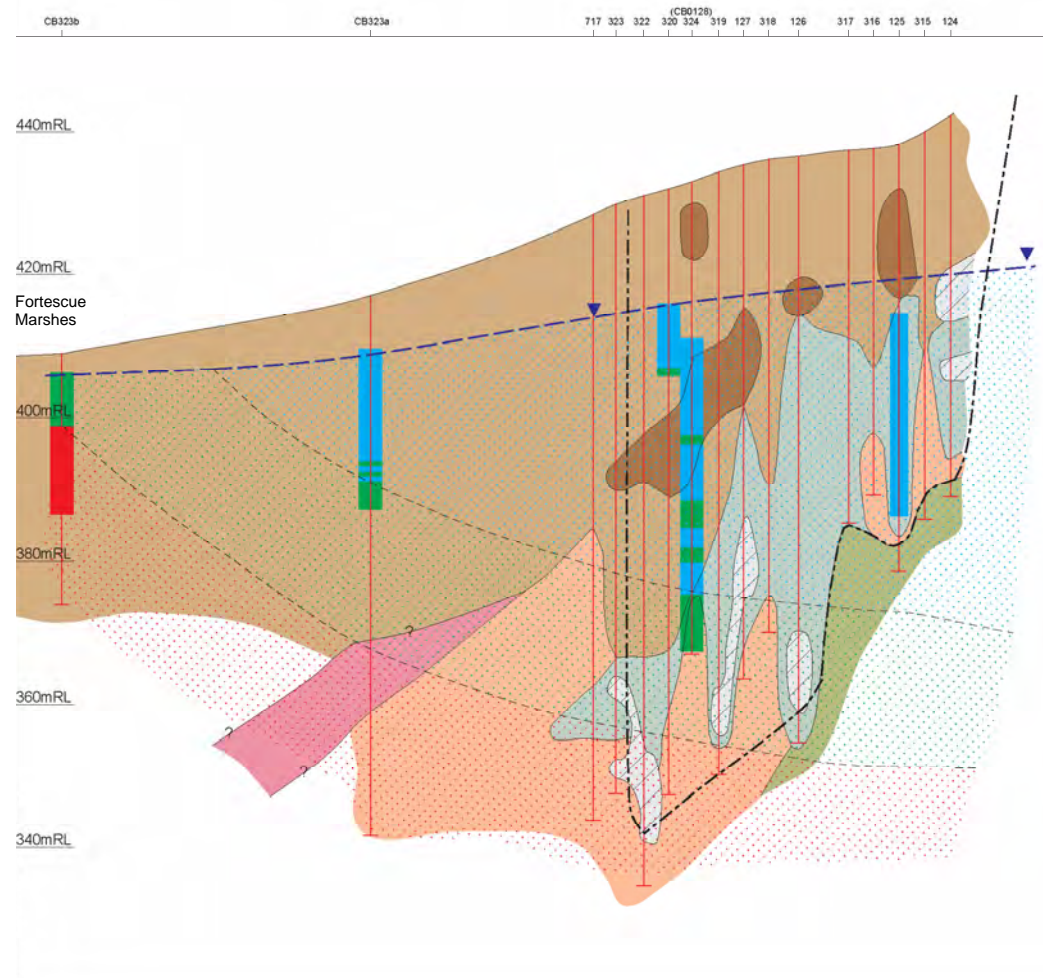 (CB0128)
CB323b CB323a 717 323 322 320 324 319 127 318 126 317 316 125 315 124
440mRL
420mRL
Fortescue
Marshes
400mRL
380mRL
?
360mRL
?
?
340mRL